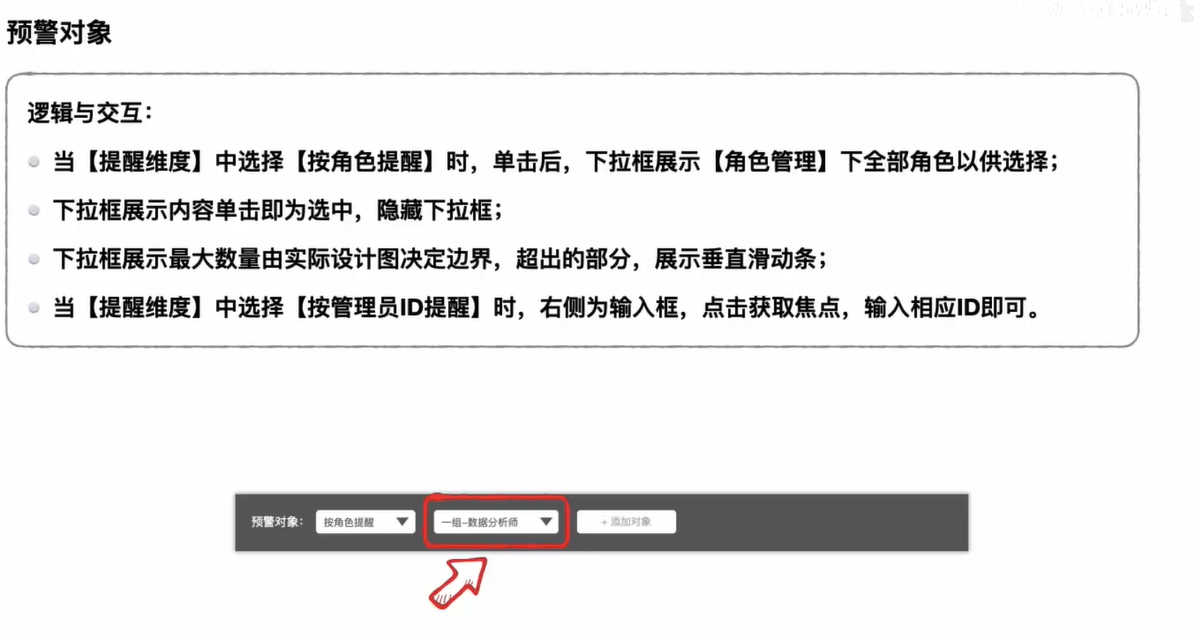 预警对象
逻辑与交互：
当【提醒维度】中选择【按角色提醒】时，单击后，下拉框展示【角色管理】下全部角色以供选择；
下拉框展示内容单击即为选中，隐藏下拉框；
下拉框展示最大数量由实际设计图决定边界，超出的部分，展示垂直滑动条；
当【提醒维度】中选择【按管理员ID提醒】时，右侧为输入框，点击获取焦点，输入相应ID即可。
预警对象： 按角色提醒 一组-数据分析师 + 添加对象